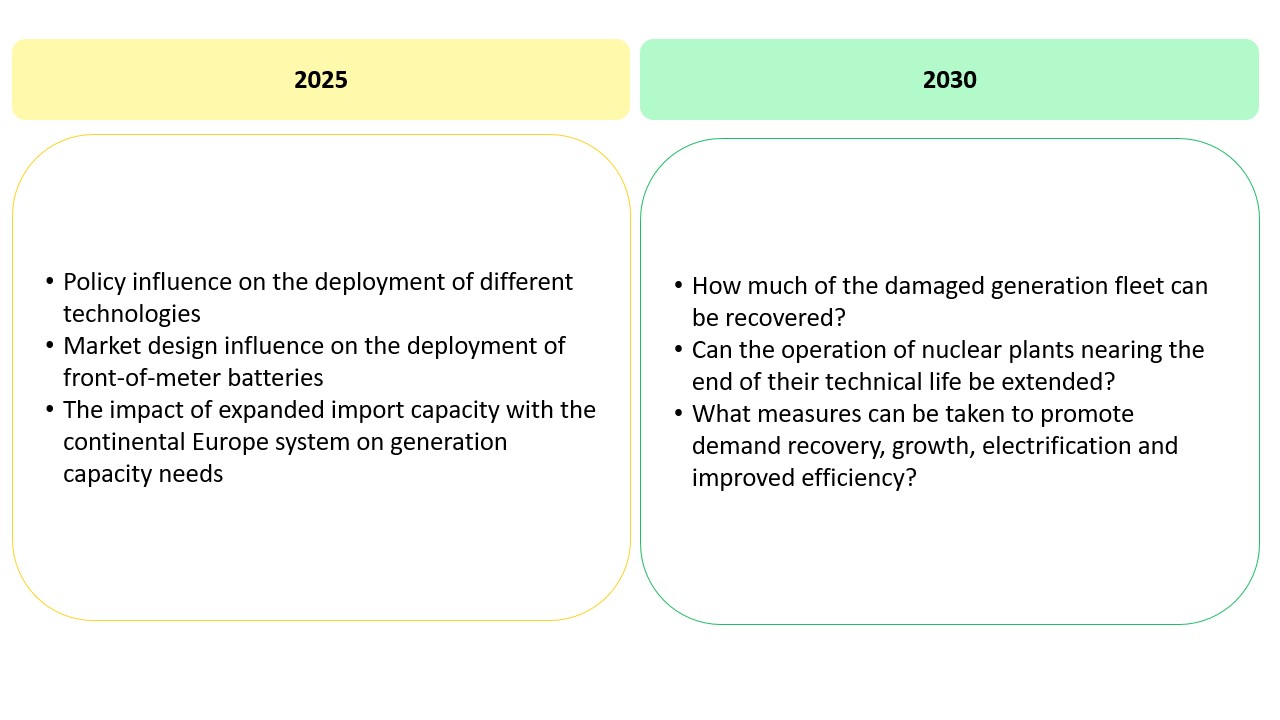 2025
• Policy influence on the deployment of different
technologies
• Market design influence on the deployment of
front-of-meter batteries
• The impact of expanded import capacity with the
continental Europe system on generation
capacity needs
2030
• How much of the damaged generation fleet can
be recovered?
• Can the operation of nuclear plants nearing the
end of their technical life be extended?
• What measures can be taken to promote
demand recovery, growth, electrification and
improved efficiency?